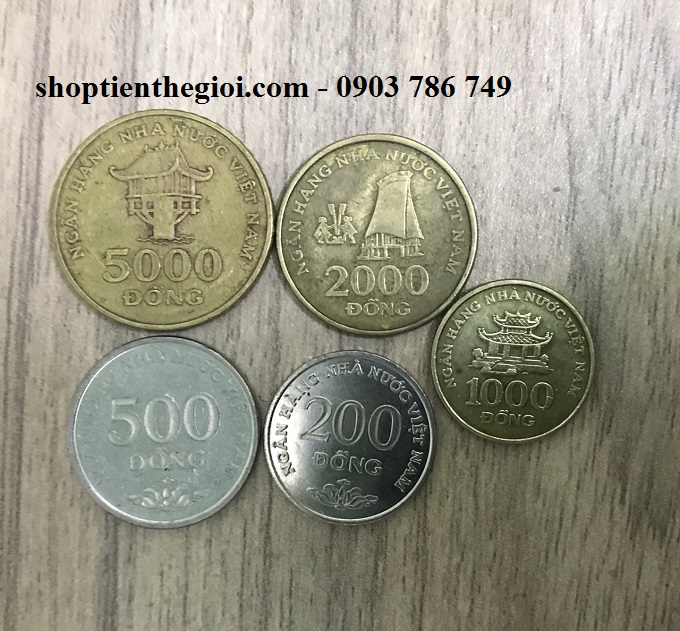 shoptienthegioi.com - 0903 786 749
NGÂN HÀNG NHÀ NƯỚC VIỆT NAM
5000
ĐỒNG
NGÂN HÀNG NHÀ NƯỚC VIỆT NAM
2000
ĐỒNG
NGÂN HÀNG NHÀ NƯỚC VIỆT NAM
1000
ĐỒNG
500
ĐỒNG
NGÂN HÀNG NHÀ NƯỚC VIỆT NAM
200
ĐỒNG